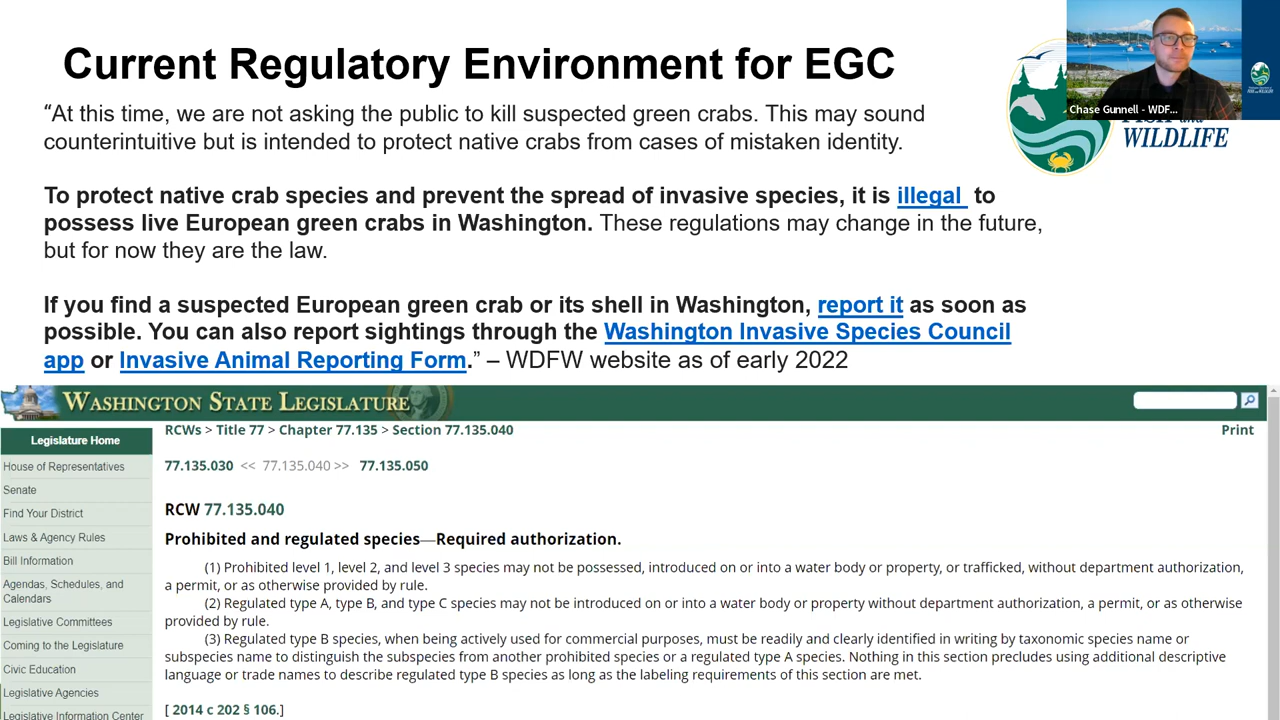 Current Regulatory Environment for EGC
“At this time, we are not asking the public to kill suspected green crabs. This may sound
counterintuitive but is intended to protect native crabs from cases of mistaken identity.
To protect native crab species and prevent the spread of invasive species, it is illegal to
possess live European green crabs in Washington. These regulations may change in the future,
but for now they are the law.
If you find a suspected European green crab or its shell in Washington, report it as soon as
possible. You can also report sightings through the Washington Invasive Species Council
app or Invasive Animal Reporting Form.” – WDFW website as of early 2022
Chase Gunnell - WDF...
WILDLIFE
WASHINGTON STATE LEGISLATURE
Legislature Home
House of Representatives
Senate
Find Your District
Laws & Agency Rules
Bill Information
Agendas, Schedules, and
Calendars
Legislative Committees
Coming to the Legislature
Civic Education
Legislative Agencies
Legislative Information Center
RCWs > Title 77 > Chapter 77.135 > Section 77.135.040
Print
77.135.030 << 77.135.040 >> 77.135.050
RCW 77.135.040
Prohibited and regulated species—Required authorization.
(1) Prohibited level 1, level 2, and level 3 species may not be possessed, introduced on or into a water body or property, or trafficked, without department authorization,
a permit, or as otherwise provided by rule.
(2) Regulated type A, type B, and type C species may not be introduced on or into a water body or property without department authorization, a permit, or as otherwise
provided by rule.
(3) Regulated type B species, when being actively used for commercial purposes, must be readily and clearly identified in writing by taxonomic species name or
subspecies name to distinguish the subspecies from another prohibited species or a regulated type A species. Nothing in this section precludes using additional descriptive
language or trade names to describe regulated type B species as long as the labeling requirements of this section are met.
[ 2014 c 202 § 106.]